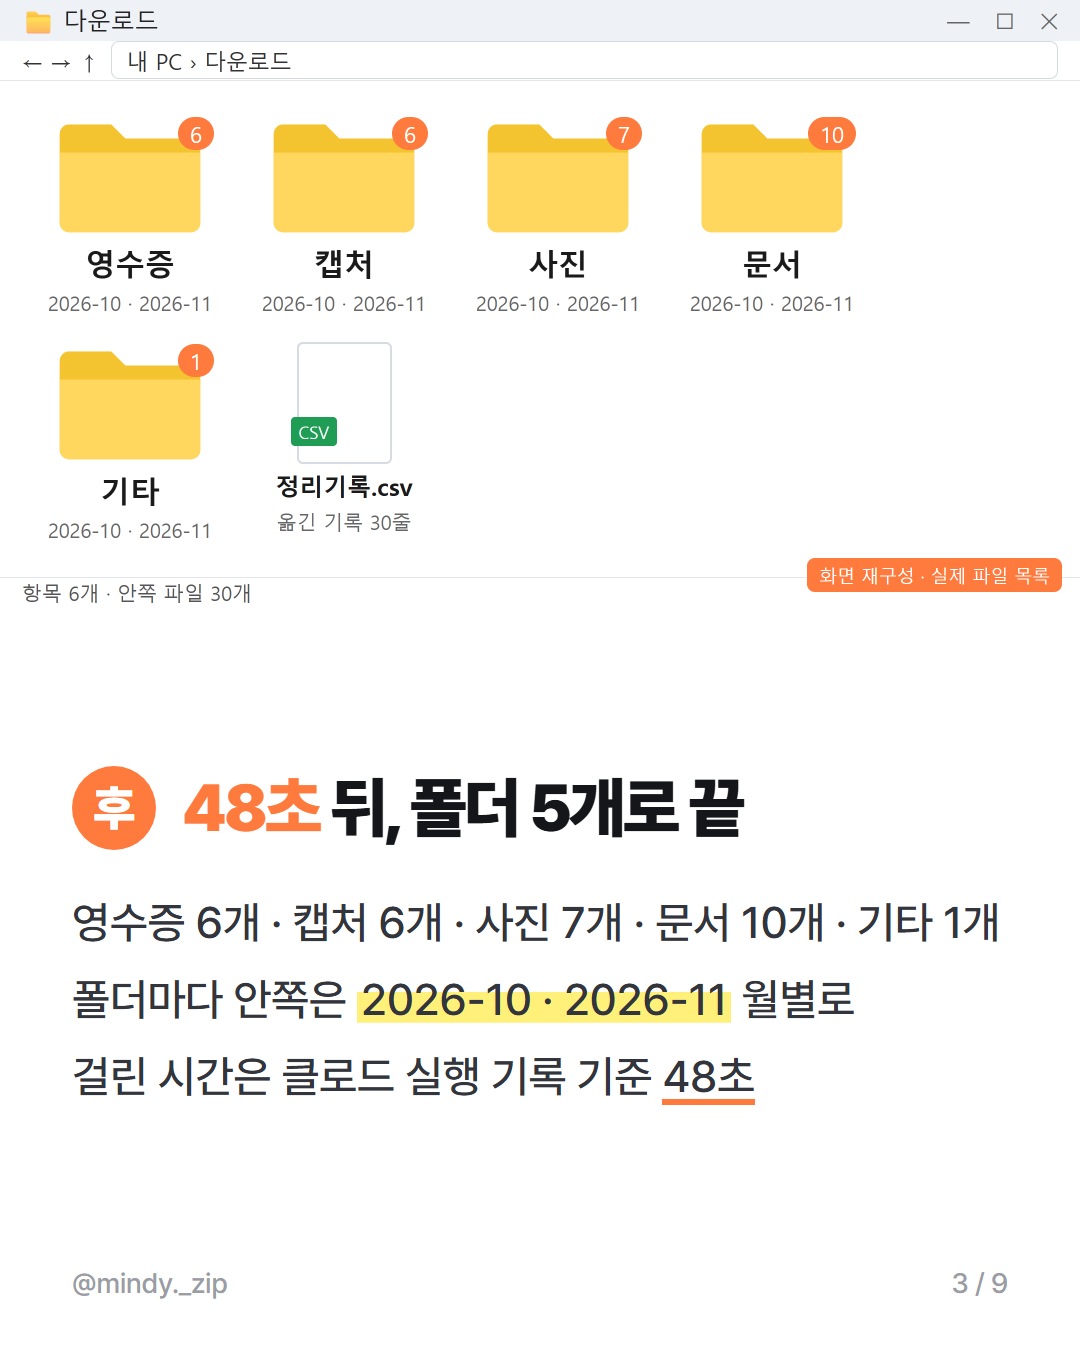 다운로드
← → ↑ 내 PC › 다운로드
6 6 7 10
영수증 캡처 사진 문서
2026-10 · 2026-11 2026-10 · 2026-11 2026-10 · 2026-11 2026-10 · 2026-11
1
CSV
기타 정리기록.csv
2026-10 · 2026-11 옮긴 기록 30줄
화면 재구성 · 실제 파일 목록
항목 6개 · 안쪽 파일 30개
후 48초 뒤, 폴더 5개로 끝
영수증 6개 · 캡처 6개 · 사진 7개 · 문서 10개 · 기타 1개
폴더마다 안쪽은 2026-10 · 2026-11 월별로
걸린 시간은 클로드 실행 기록 기준 48초
@mindy._zip 3 / 9